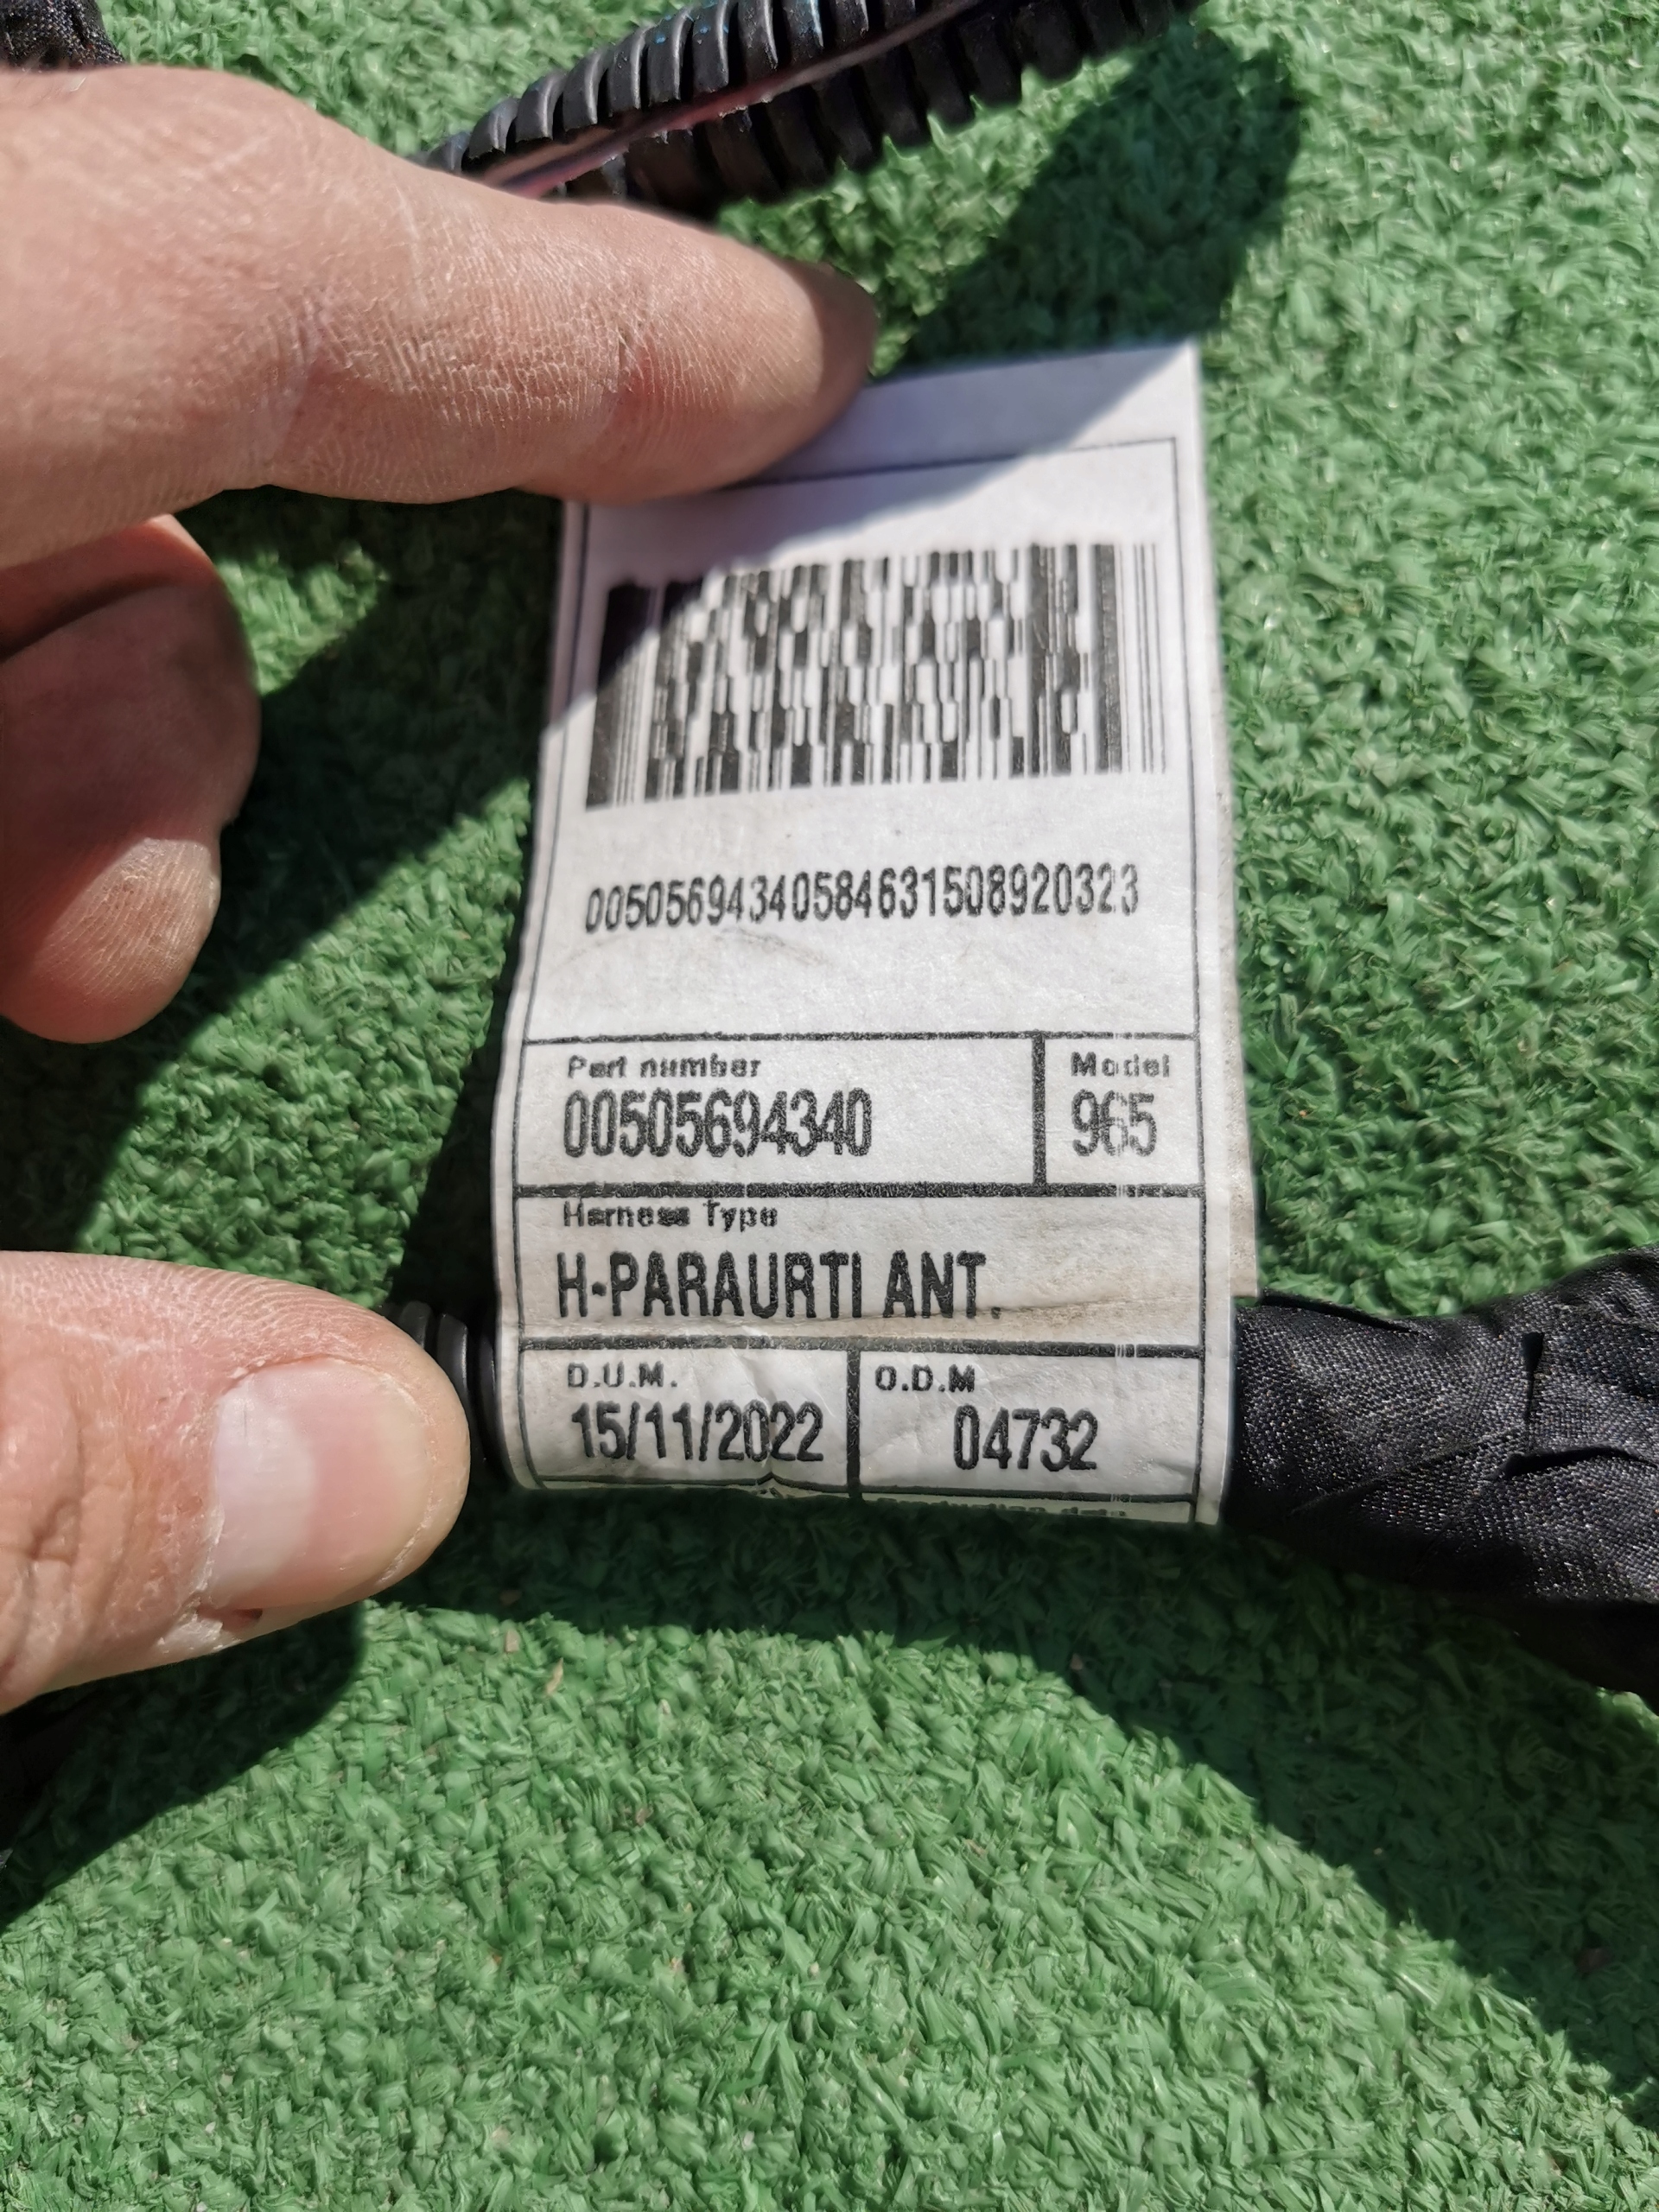 00505694340584631508920323
Part number
Model
00505694340
965
Harness Type
H-PARAURTI ANT.
D.U.M.
O.D.M
15/11/2022
04732